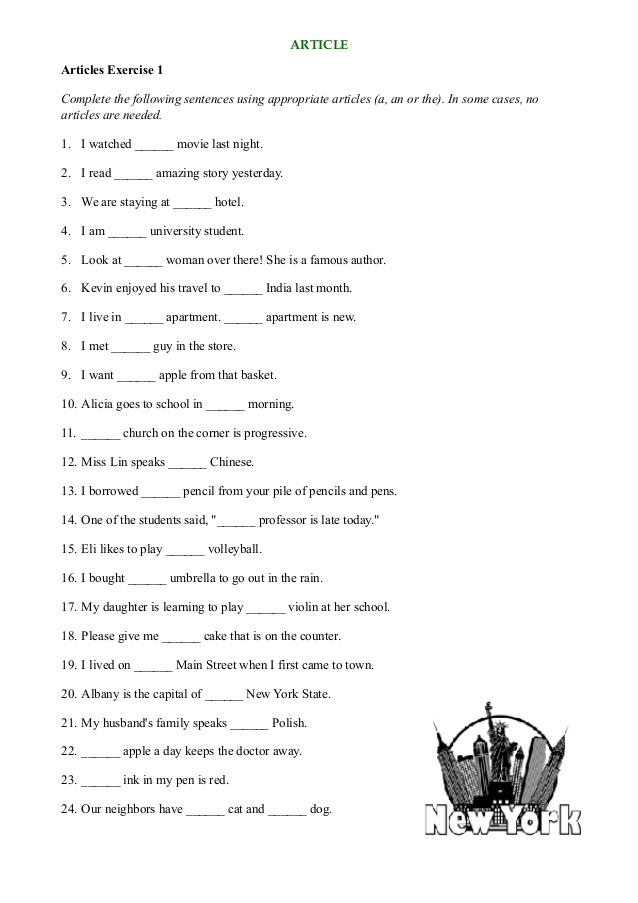 ARTICLE
Articles Exercise 1
Complete the following sentences using appropriate articles (a, an or the). In some cases, no
articles are needed.
1. I watched ______ movie last night.
2. I read ______ amazing story yesterday.
3. We are staying at ______ hotel.
4. I am ______ university student.
5. Look at ______ woman over there! She is a famous author.
6. Kevin enjoyed his travel to ______ India last month.
7. I live in ______ apartment. ______ apartment is new.
8. I met ______ guy in the store.
9. I want ______ apple from that basket.
10. Alicia goes to school in ______ morning.
11. ______ church on the corner is progressive.
12. Miss Lin speaks ______ Chinese.
13. I borrowed ______ pencil from your pile of pencils and pens.
14. One of the students said, "______ professor is late today."
15. Eli likes to play ______ volleyball.
16. I bought ______ umbrella to go out in the rain.
17. My daughter is learning to play ______ violin at her school.
18. Please give me ______ cake that is on the counter.
19. I lived on ______ Main Street when I first came to town.
20. Albany is the capital of ______ New York State.
21. My husband's family speaks ______ Polish.
22. ______ apple a day keeps the doctor away.
23. ______ ink in my pen is red.
24. Our neighbors have ______ cat and ______ dog.
New York